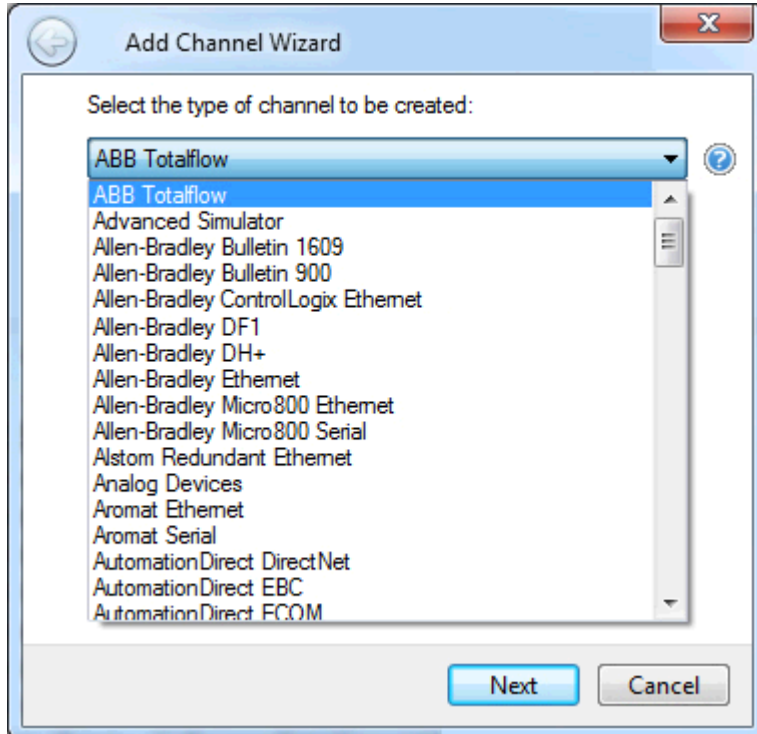 Add Channel Wizard
Select the type of channel to be created:
ABB Totalflow
ABB Totalflow
Advanced Simulator
Allen-Bradley Bulletin 1609
Allen-Bradley Bulletin 900
Allen-Bradley ControlLogix Ethernet
Allen-Bradley DF1
Allen-Bradley DH+
Allen-Bradley Ethernet
Allen-Bradley Micro800 Ethernet
Allen-Bradley Micro800 Serial
Alstom Redundant Ethernet
Analog Devices
Aromat Ethernet
Aromat Serial
AutomationDirect DirectNet
AutomationDirect EBC
AutomationDirect ECOM
Next
Cancel